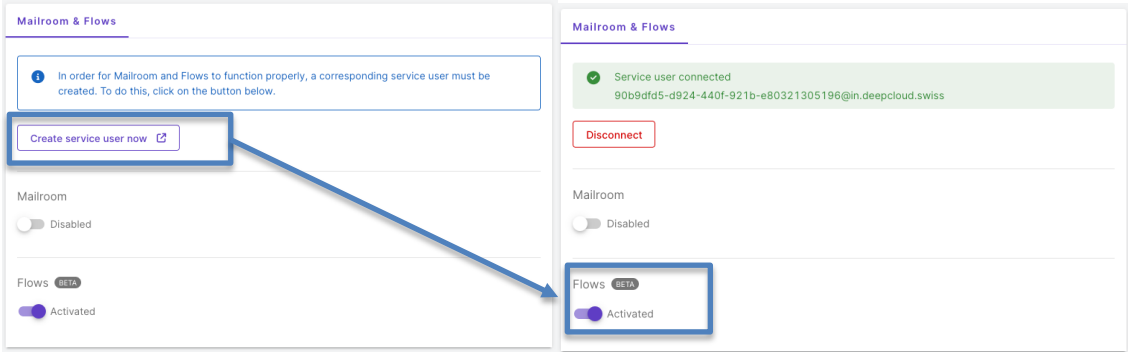 Mailroom & Flows
In order for Mailroom and Flows to function properly, a corresponding service user must be
created. To do this, click on the button below.
Create service user now
Mailroom
Disabled
Flows BETA
Activated
Mailroom & Flows
Service user connected
90b9dfd5-d924-440f-921b-e80321305196@in.deepcloud.swiss
Disconnect
Mailroom
Disabled
Flows BETA
Activated